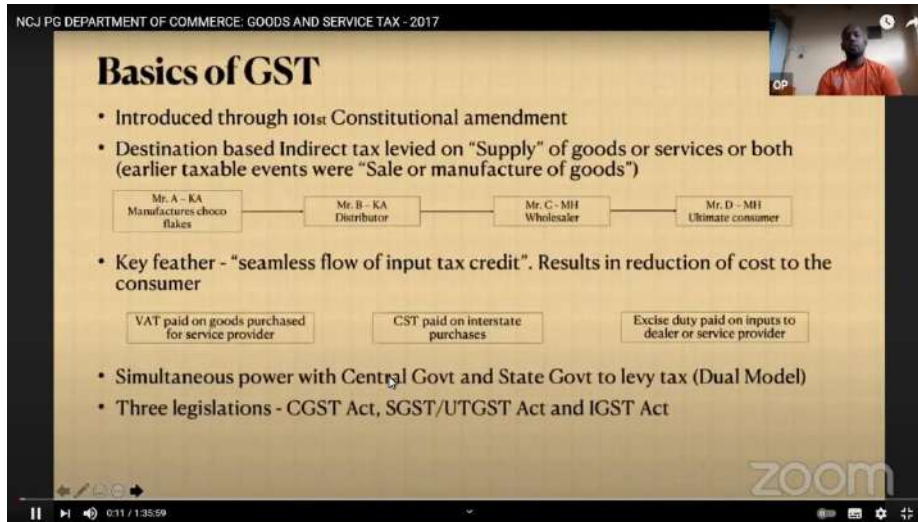 NCJ PG DEPARTMENT OF COMMERCE: GOODS AND SERVICE TAX - 2017
OP
Basics of GST
• Introduced through 101st Constitutional amendment
• Destination based Indirect tax levied on “Supply” of goods or services or both
(earlier taxable events were “Sale or manufacture of goods”)
Mr. A – KA
Manufactures choco
flakes
Mr. B – KA
Distributor
Mr. C - MH
Wholesaler
Mr. D – MH
Ultimate consumer
• Key feather - “seamless flow of input tax credit”. Results in reduction of cost to the
consumer
VAT paid on goods purchased
for service provider
CST paid on interstate
purchases
Excise duty paid on inputs to
dealer or service provider
• Simultaneous power with Central Govt and State Govt to levy tax (Dual Model)
• Three legislations - CGST Act, SGST/UTGST Act and IGST Act
zoom
0:11 / 1:35:59